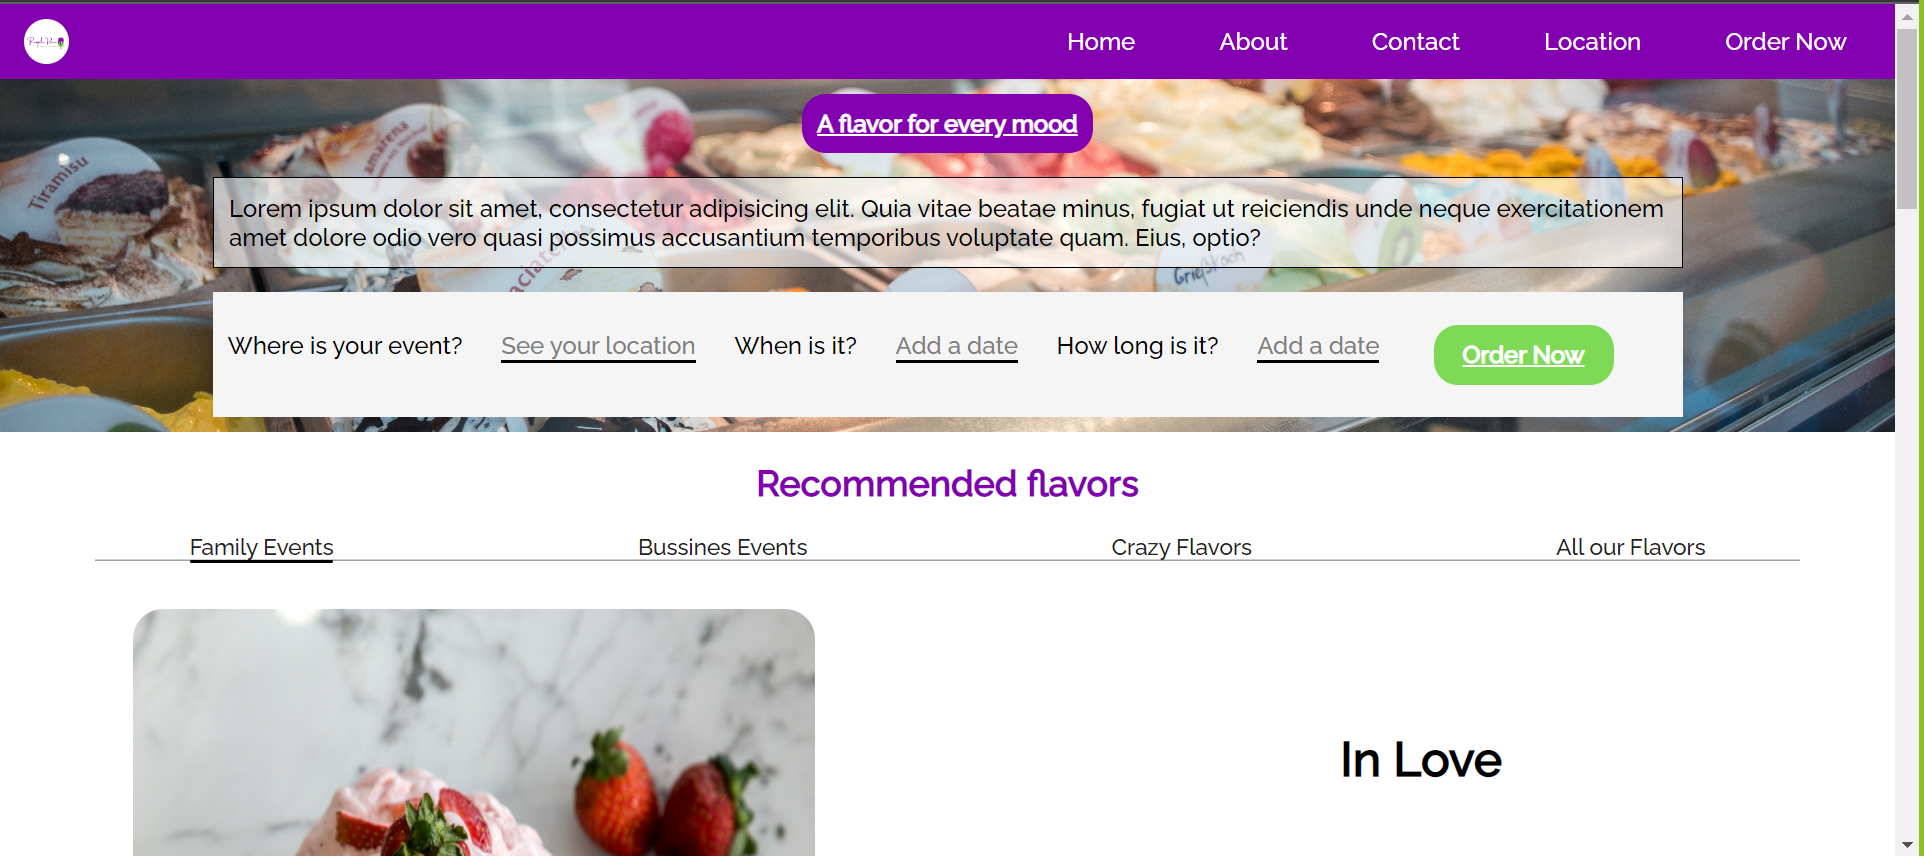 Home About Contact Location Order Now
A flavor for every mood
Tiramisu
amarena
Lorem ipsum dolor sit amet, consectetur adipisicing elit. Quia vitae beatae minus, fugiat ut reiciendis unde neque exercitationem
amet dolore odio vero quasi possimus accusantium temporibus voluptate quam. Eius, optio?
Grießkoch
Where is your event? See your location When is it? Add a date How long is it? Add a date Order Now
Recommended flavors
Family Events Bussines Events Crazy Flavors All our Flavors
In Love